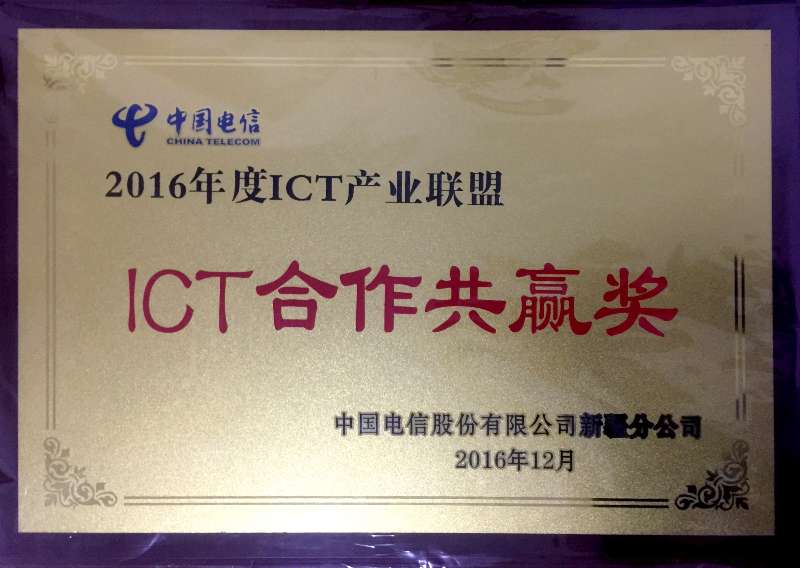 中国电信
CHINA TELECOM
2016年度ICT产业联盟
ICT合作共赢奖
中国电信股份有限公司新疆分公司
2016年12月